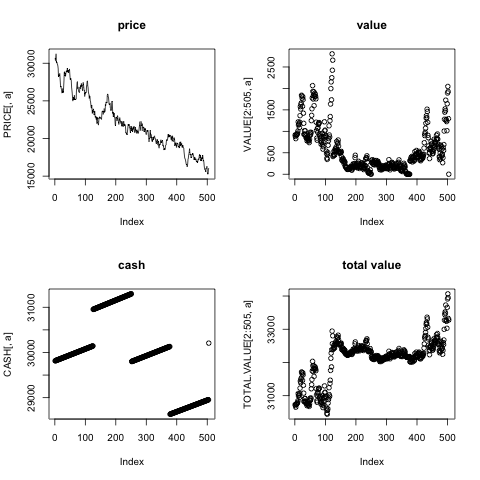 price
PRICE[, a]
15000 20000 25000 30000
0 100 200 300 400 500
Index
value
VALUE[2:505, a]
0 500 1500 2500
0 100 200 300 400 500
Index
cash
CASH[, a]
29000 30000 31000
0 100 200 300 400 500
Index
total value
TOTAL.VALUE[2:505, a]
31000 33000
0 100 200 300 400 500
Index